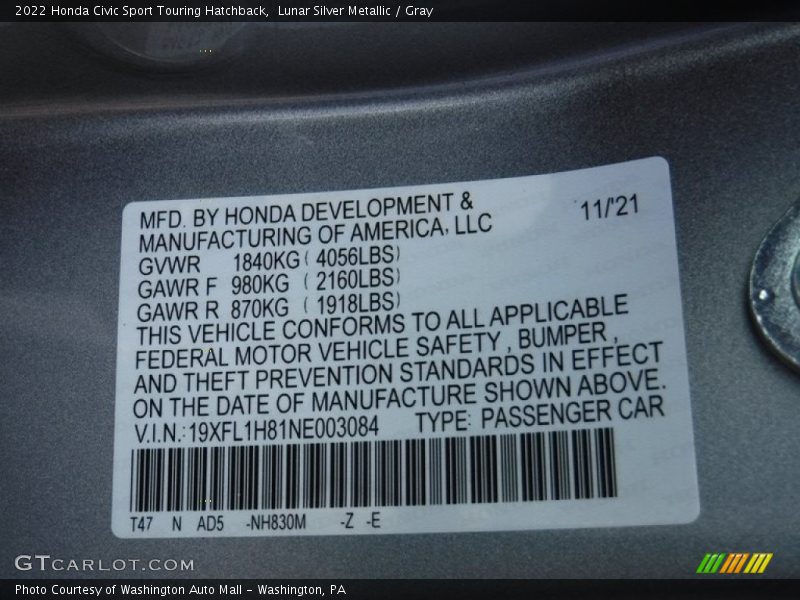 2022 Honda Civic Sport Touring Hatchback,  Lunar Silver Metallic / Gray
MFD. BY HONDA DEVELOPMENT &
MANUFACTURING OF AMERICA, LLC
11/'21
GVWR 1840KG ( 4056LBS)
GAWR F 980KG ( 2160LBS)
GAWR R 870KG ( 1918LBS)
THIS VEHICLE CONFORMS TO ALL APPLICABLE
FEDERAL MOTOR VEHICLE SAFETY , BUMPER ,
AND THEFT PREVENTION STANDARDS IN EFFECT
ON THE DATE OF MANUFACTURE SHOWN ABOVE.
V.I.N.: 19XFL1H81NE003084 TYPE: PASSENGER CAR
T47 N AD5 -NH830M -Z -E
GTCARLOT.COM
Photo Courtesy of Washington Auto Mall - Washington, PA